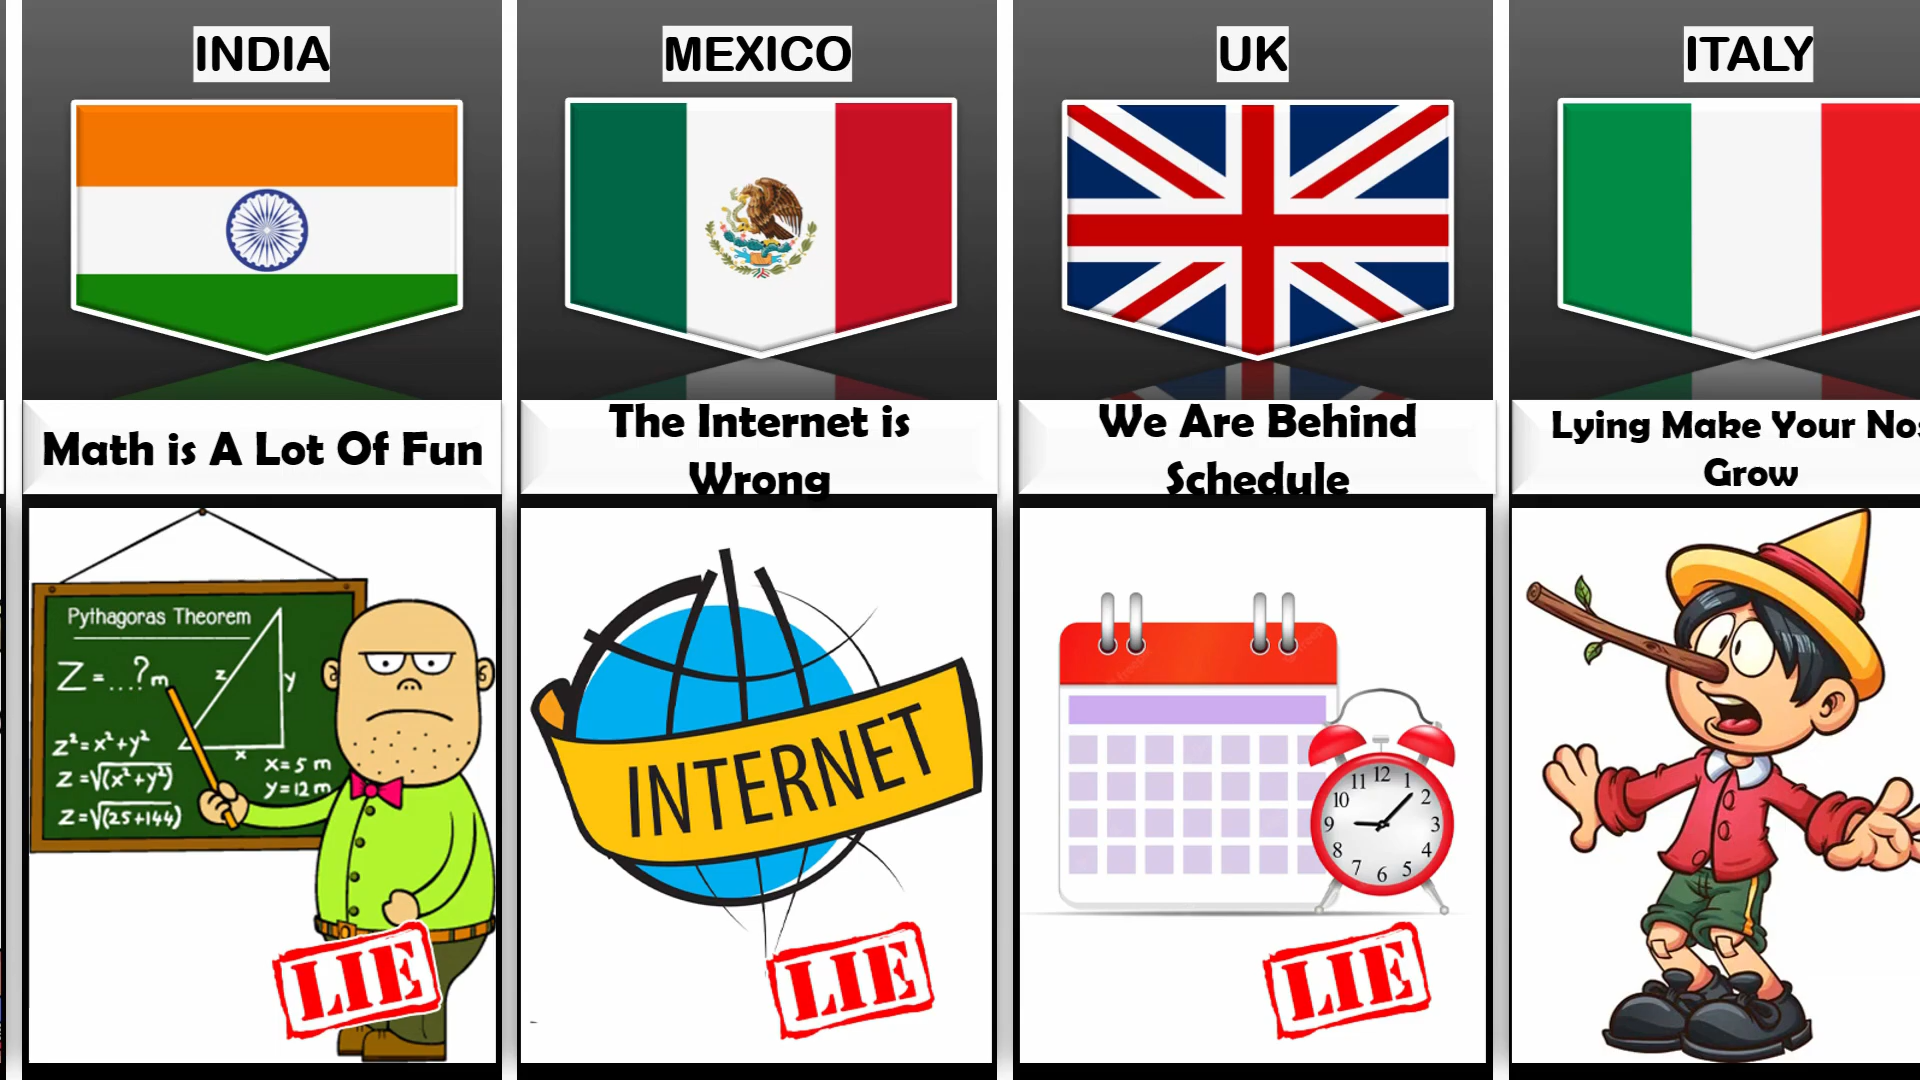 INDIA
Math is A Lot Of Fun
Pythagoras Theorem
Z = ....? m
z
y
x
z² = x² + y²
z = √(x² + y²)
z = √(25 + 144)
x = 5 m
y = 12 m
LIE
MEXICO
The Internet is
Wrong
INTERNET
LIE
UK
We Are Behind
Schedule
12
1
2
3
4
5
6
7
8
9
10
11
LIE
ITALY
Lying Make Your Nos
Grow